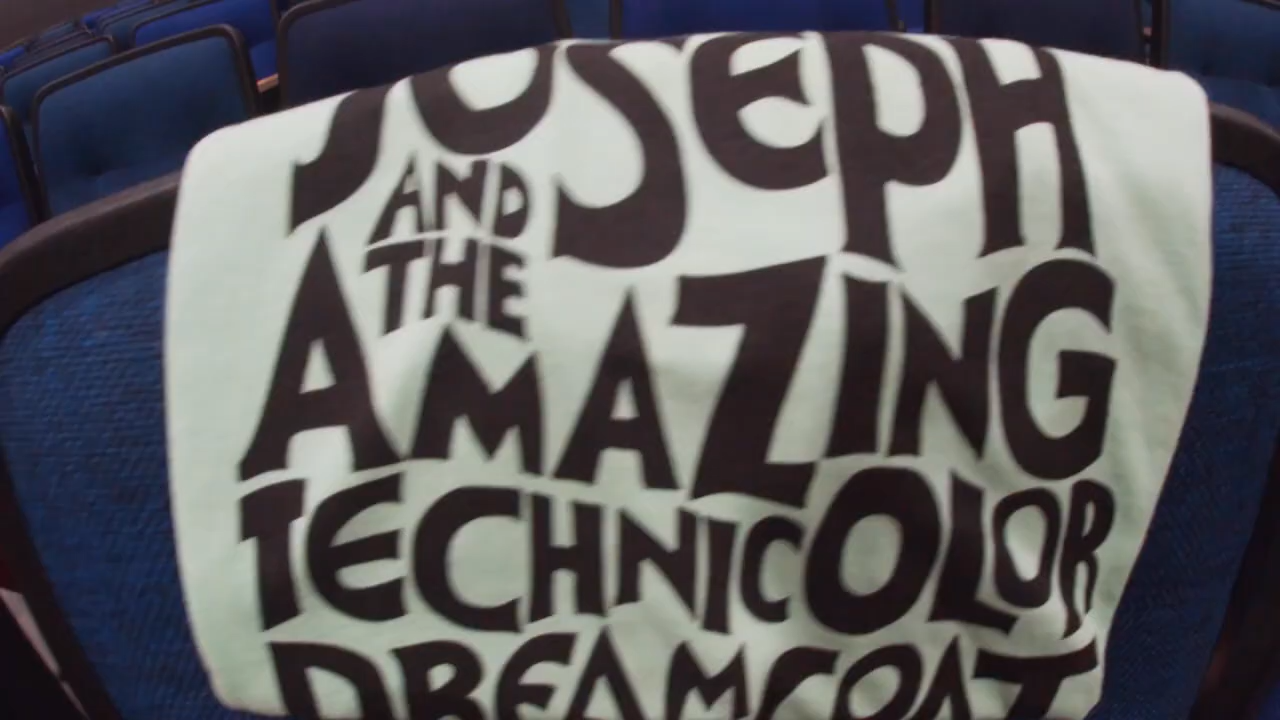 JOSEPH
AND
THE
AMAZING
TECHNICOLOR
DREAMCOAT